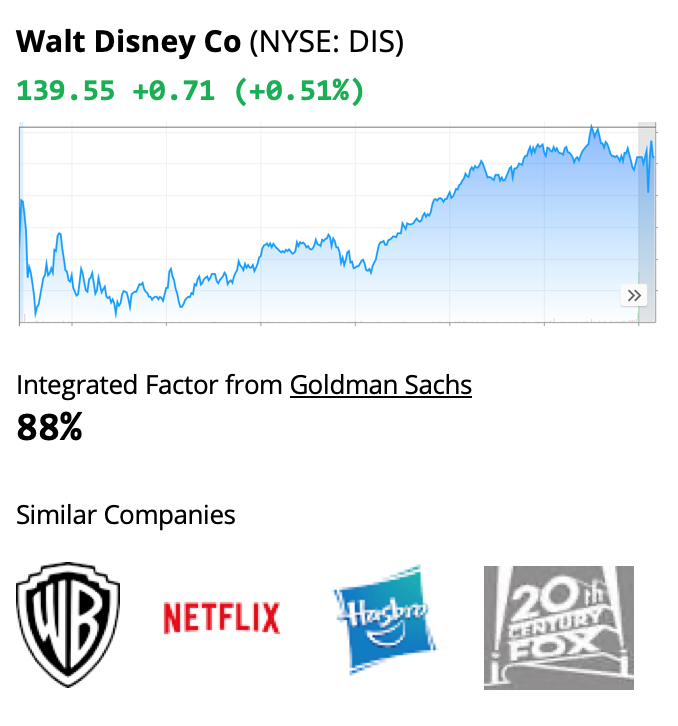 Walt Disney Co (NYSE: DIS)
139.55 +0.71 (+0.51%)
Integrated Factor from Goldman Sachs
88%
Similar Companies
WB
NETFLIX
Hasbro
20th
CENTURY
FOX